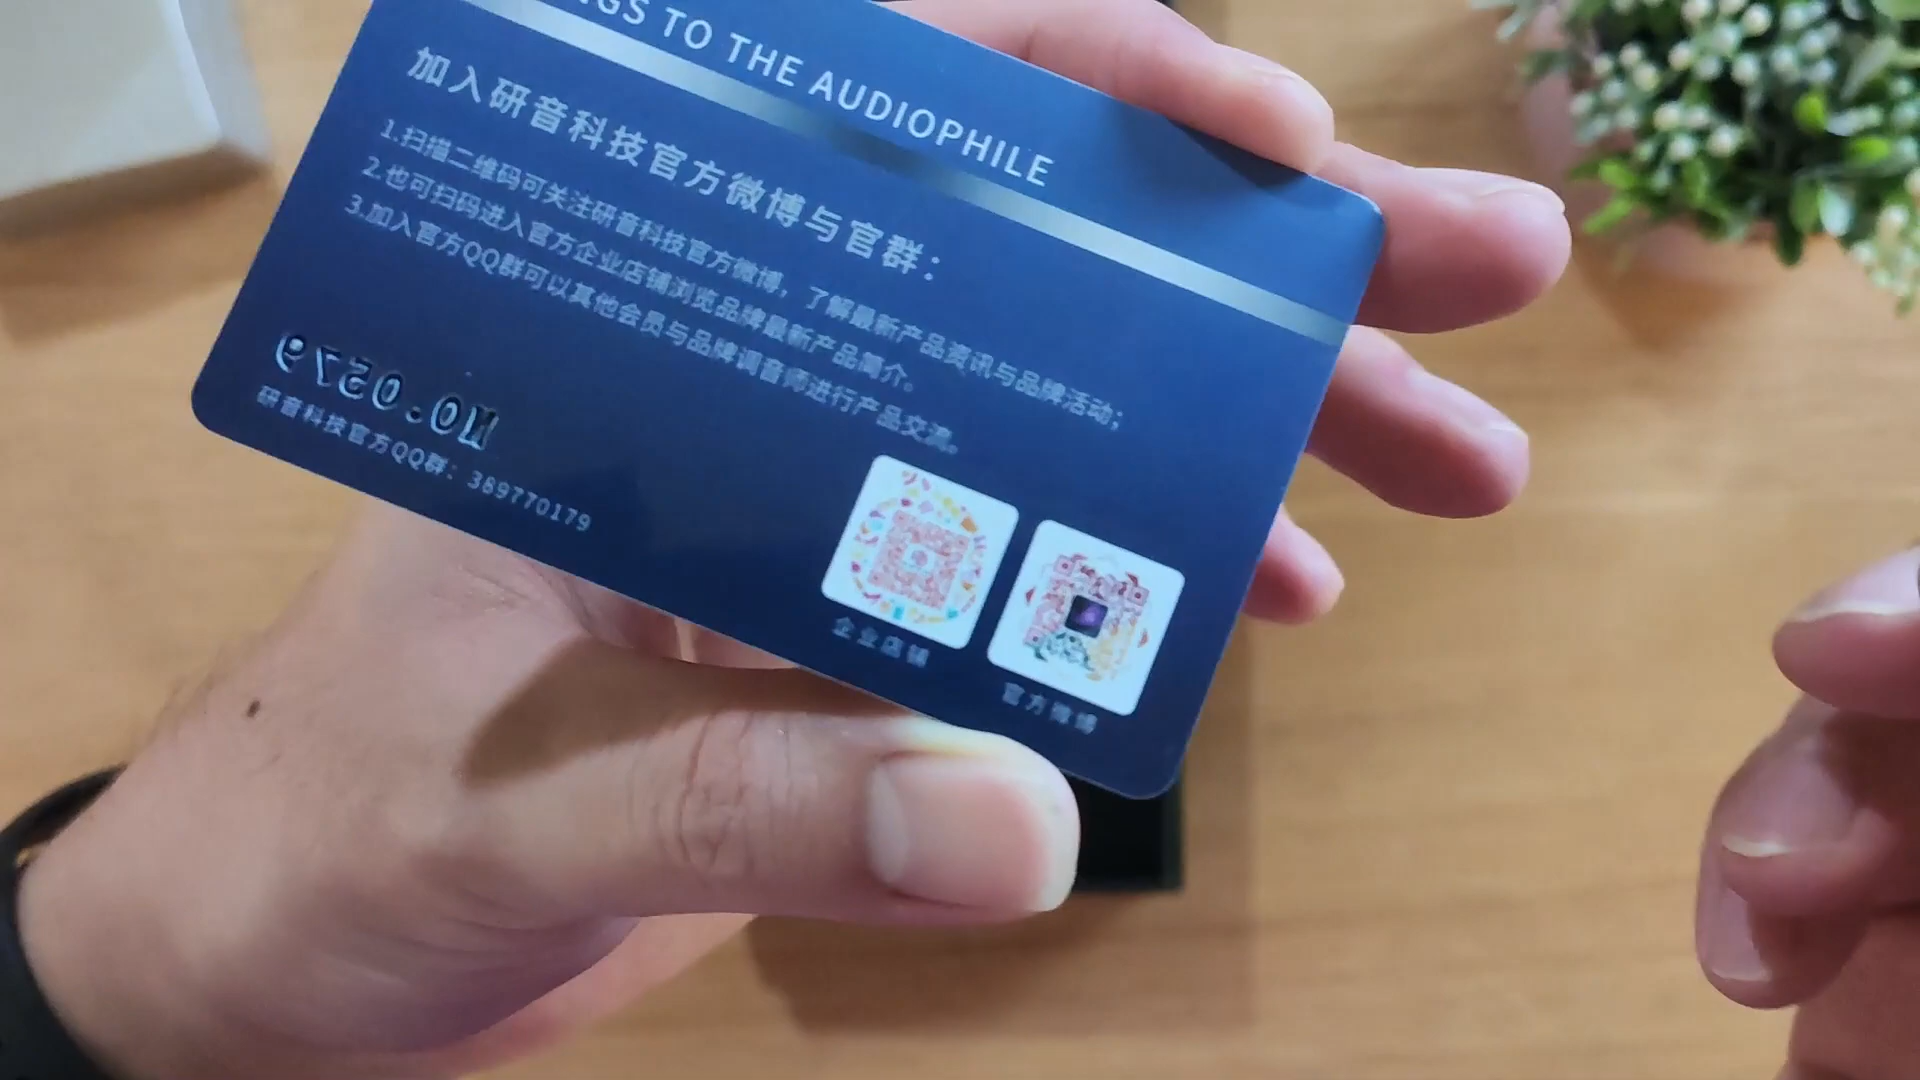 NGS TO THE AUDIOPHILE
加入研音科技官方微博与官群：
1.扫描二维码可关注研音科技官方微博，了解最新产品资讯与品牌活动；
2.也可扫码进入官方企业店铺浏览品牌最新产品简介。
3.加入官方QQ群可以其他会员与品牌调音师进行产品交流。
NO.0579
研音科技官方QQ群：389770179
企业店铺
官方微博